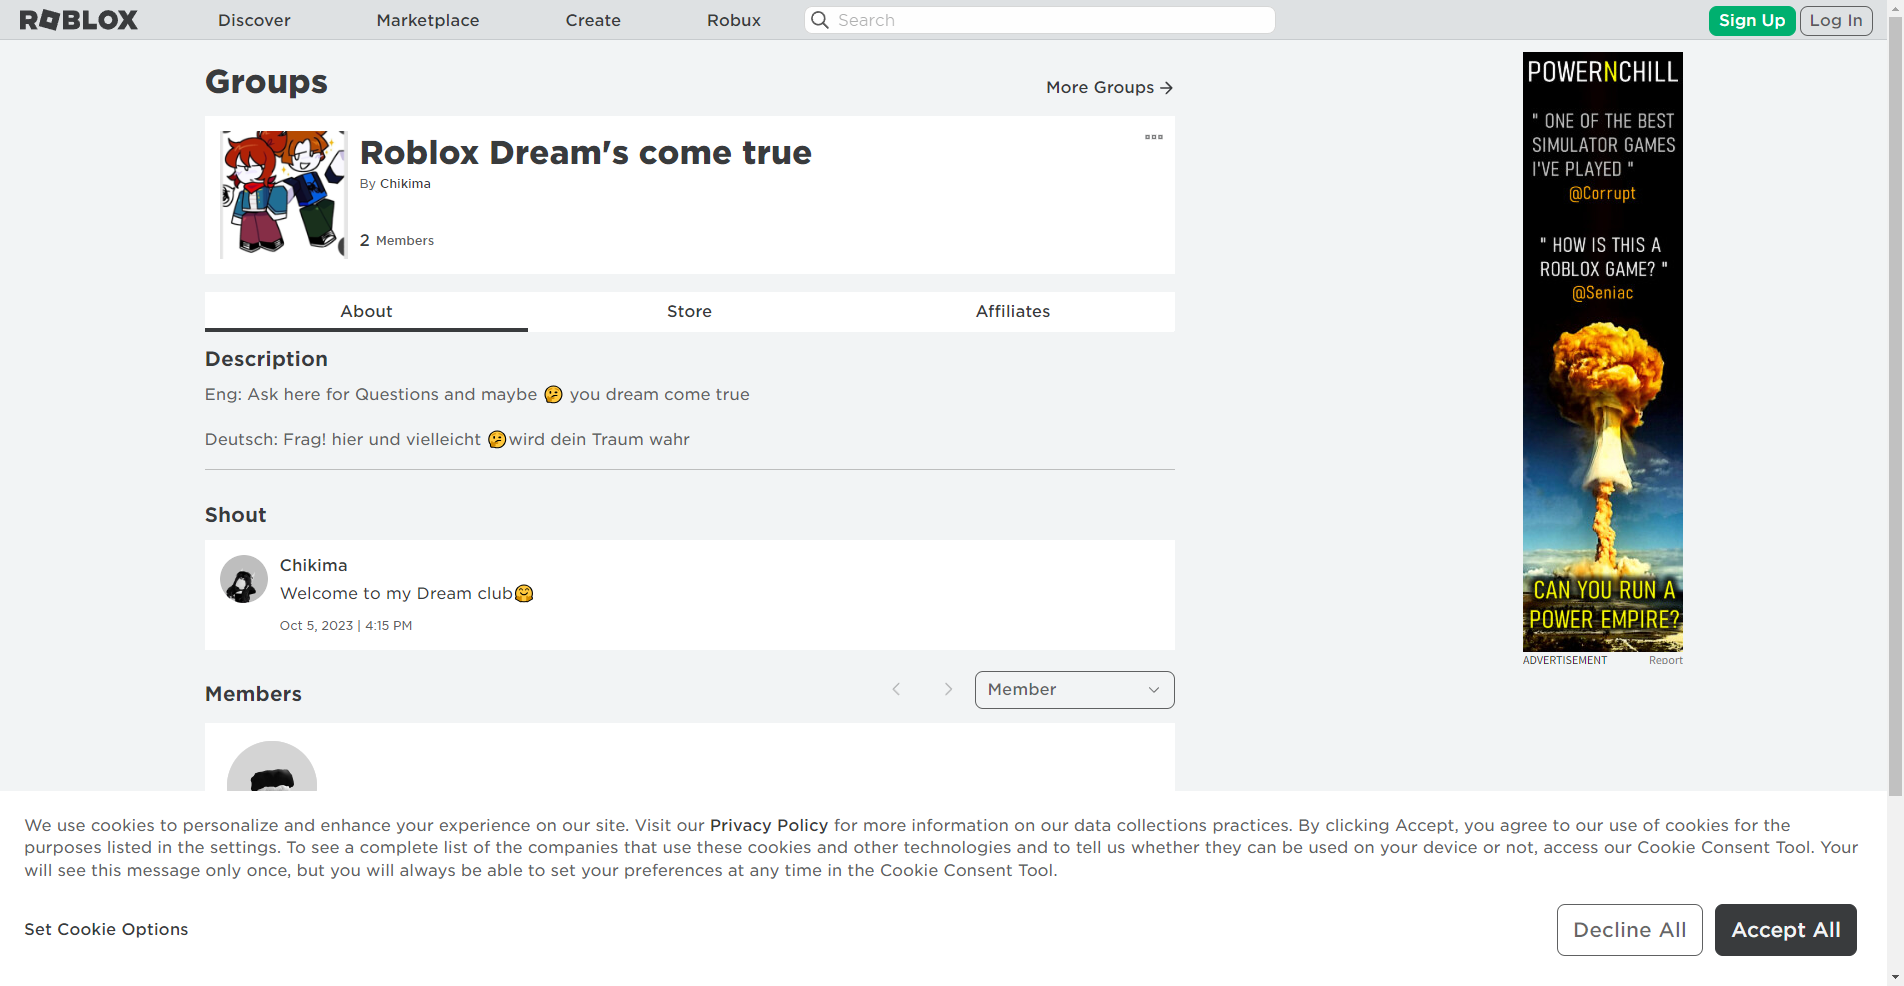 ROBLOX Discover Marketplace Create Robux Search Sign Up Log In
Groups
More Groups
Roblox Dream's come true
By Chikima
2 Members
About Store Affiliates
Description
Eng: Ask here for Questions and maybe 🤔 you dream come true
Deutsch: Frag! hier und vielleicht 🤔wird dein Traum wahr
Shout
Chikima
Welcome to my Dream club🤗
Oct 5, 2023 | 4:15 PM
Members
Member
POWERNCHILL
" ONE OF THE BEST
SIMULATOR GAMES
I'VE PLAYED "
@Corrupt
" HOW IS THIS A
ROBLOX GAME? "
@Seniac
CAN YOU RUN A
POWER EMPIRE?
ADVERTISEMENT Report
We use cookies to personalize and enhance your experience on our site. Visit our Privacy Policy for more information on our data collections practices. By clicking Accept, you agree to our use of cookies for the
purposes listed in the settings. To see a complete list of the companies that use these cookies and other technologies and to tell us whether they can be used on your device or not, access our Cookie Consent Tool. Your
will see this message only once, but you will always be able to set your preferences at any time in the Cookie Consent Tool.
Set Cookie Options
Decline All
Accept All